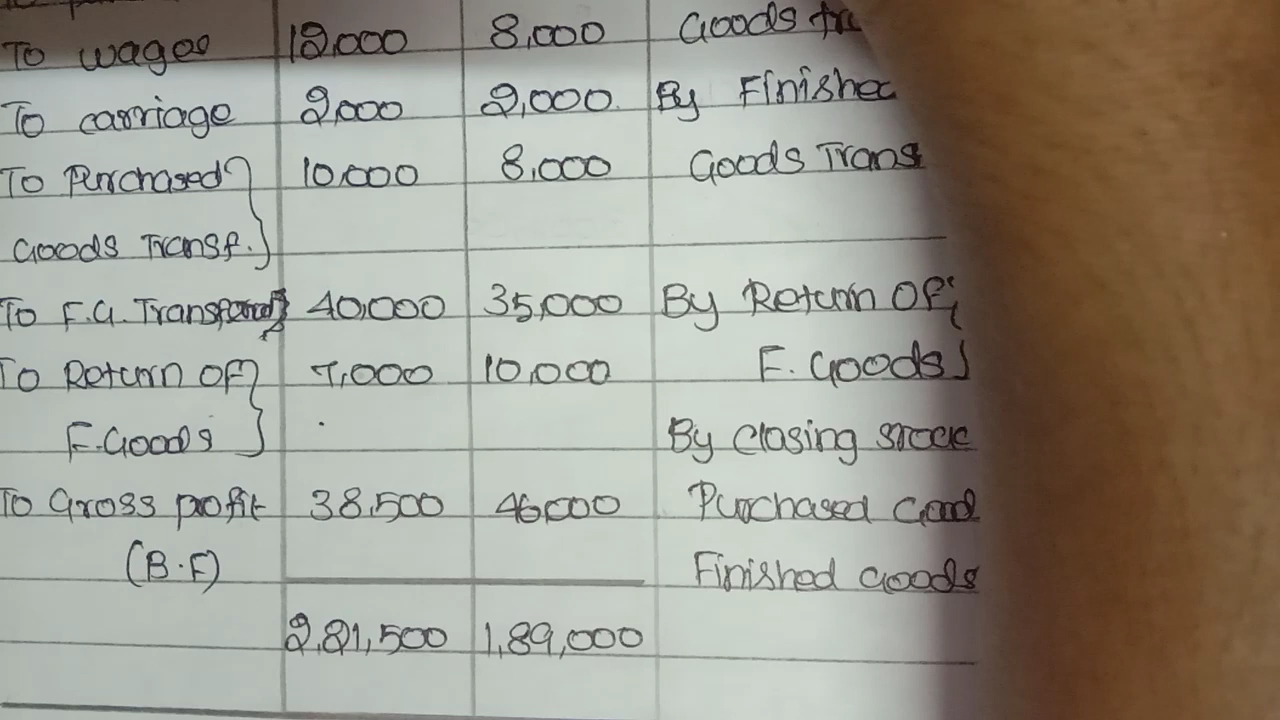 To wages 12,000 8,000 Goods
To carriage 2,000 2,000 By Finished
To Purchased 10,000 8,000 Goods Trans
Goods Transf.
To F.G. Transferred 40,000 35,000 By Return OF
To Return OF 7,000 10,000 F. Goods
F.Goods By Closing stock
To Gross profit 38,500 46,000 Purchased Good
(B.F) Finished Goods
2,21,500 1,89,000